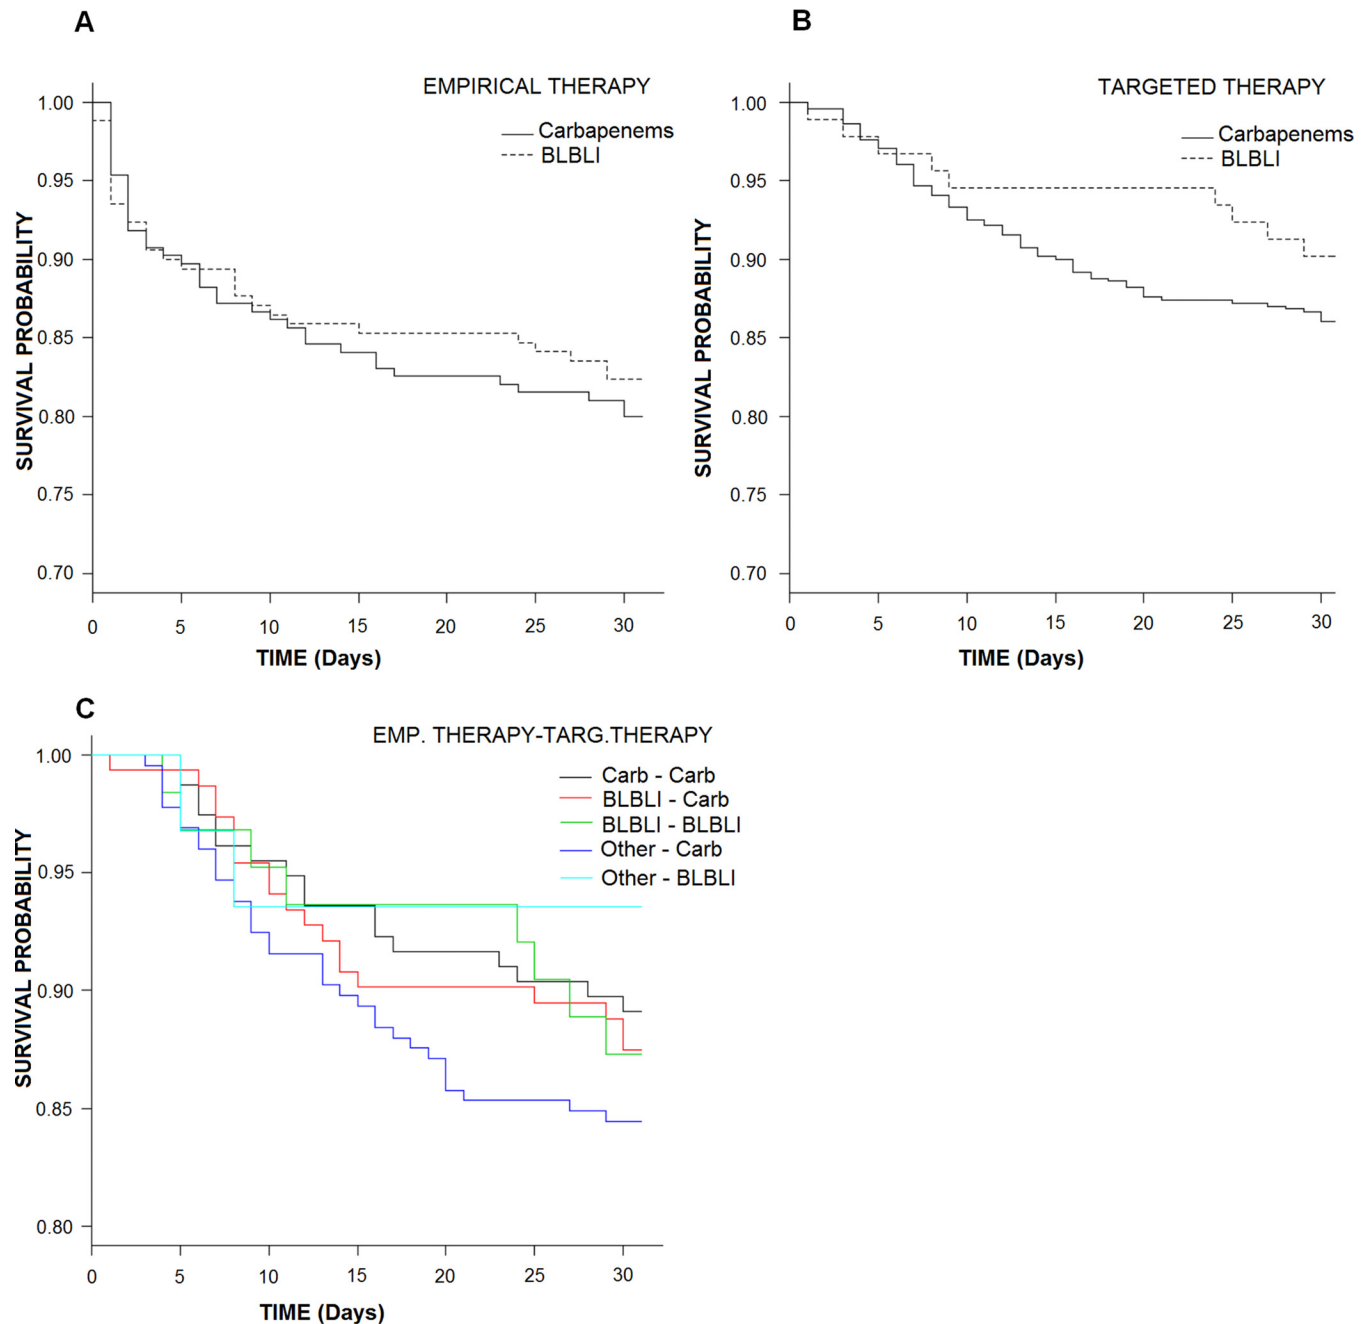 A
EMPIRICAL THERAPY
Carbapenems
BLBLI
SURVIVAL PROBABILITY
1.00
0.95
0.90
0.85
0.80
0.75
0.70
0 5 10 15 20 25 30
TIME (Days)
B
TARGETED THERAPY
Carbapenems
BLBLI
SURVIVAL PROBABILITY
1.00
0.95
0.90
0.85
0.80
0.75
0.70
0 5 10 15 20 25 30
TIME (Days)
C
EMP. THERAPY-TARG.THERAPY
Carb - Carb
BLBLI - Carb
BLBLI - BLBLI
Other - Carb
Other - BLBLI
SURVIVAL PROBABILITY
1.00
0.95
0.90
0.85
0.80
0 5 10 15 20 25 30
TIME (Days)